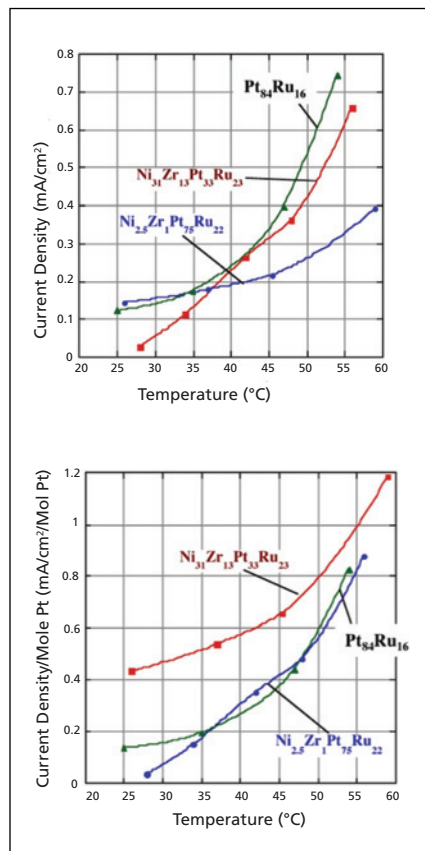 0.8
0.7
0.6
0.5
0.4
0.3
0.2
0.1
0
Current Density (mA/cm²)
Pt₈₄Ru₁₆
Ni₃₁Zr₁₃Pt₃₃Ru₂₃
Ni₂.₅Zr₁Pt₇₅Ru₂₂
20 25 30 35 40 45 50 55 60
Temperature (°C)
1.2
1
0.8
0.6
0.4
0.2
0
Current Density/Mole Pt (mA/cm²/Mol Pt)
Ni₃₁Zr₁₃Pt₃₃Ru₂₃
Pt₈₄Ru₁₆
Ni₂.₅Zr₁Pt₇₅Ru₂₂
20 25 30 35 40 45 50 55 60
Temperature (°C)